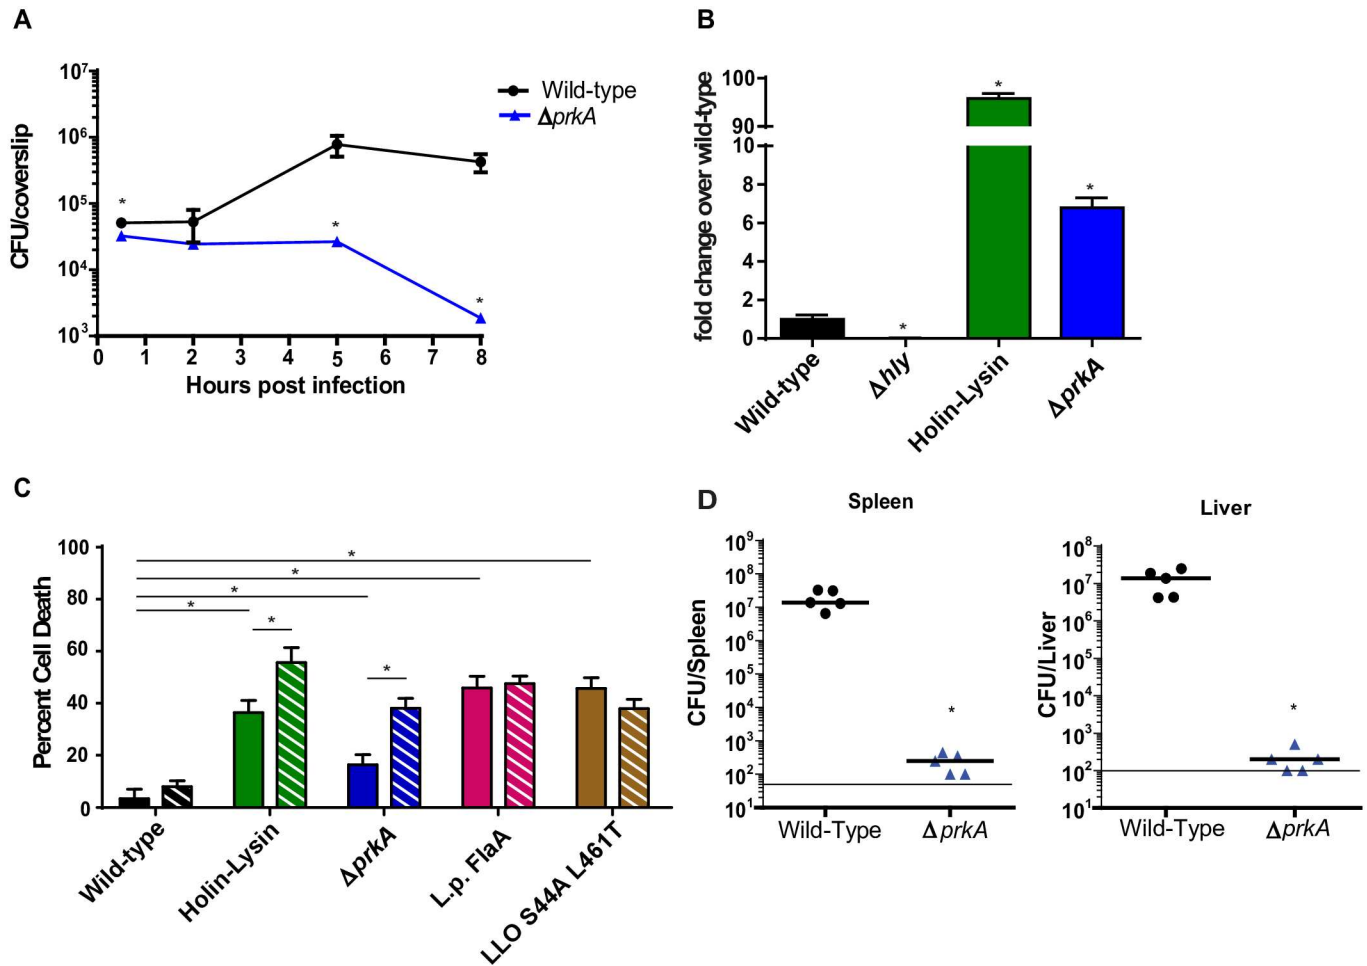 A
10⁷
10⁶
10⁵
10⁴
10³
CFU/coverslip
Wild-type
ΔprkA
*
*
*
0 1 2 3 4 5 6 7 8
Hours post infection
B
fold change over wild-type
100
90
10
8
6
4
2
0
*
*
*
Wild-type
Δhly
Holin-Lysin
ΔprkA
C
Percent Cell Death
100
80
60
40
20
0
*
*
*
*
*
*
Wild-type
Holin-Lysin
ΔprkA
L.p. FlaA
LLO S44A L461T
D
Spleen
CFU/Spleen
10⁹
10⁸
10⁷
10⁶
10⁵
10⁴
10³
10²
10¹
*
Wild-Type
ΔprkA
Liver
CFU/Liver
10⁸
10⁷
10⁶
10⁵
10⁴
10³
10²
10¹
*
Wild-Type
ΔprkA